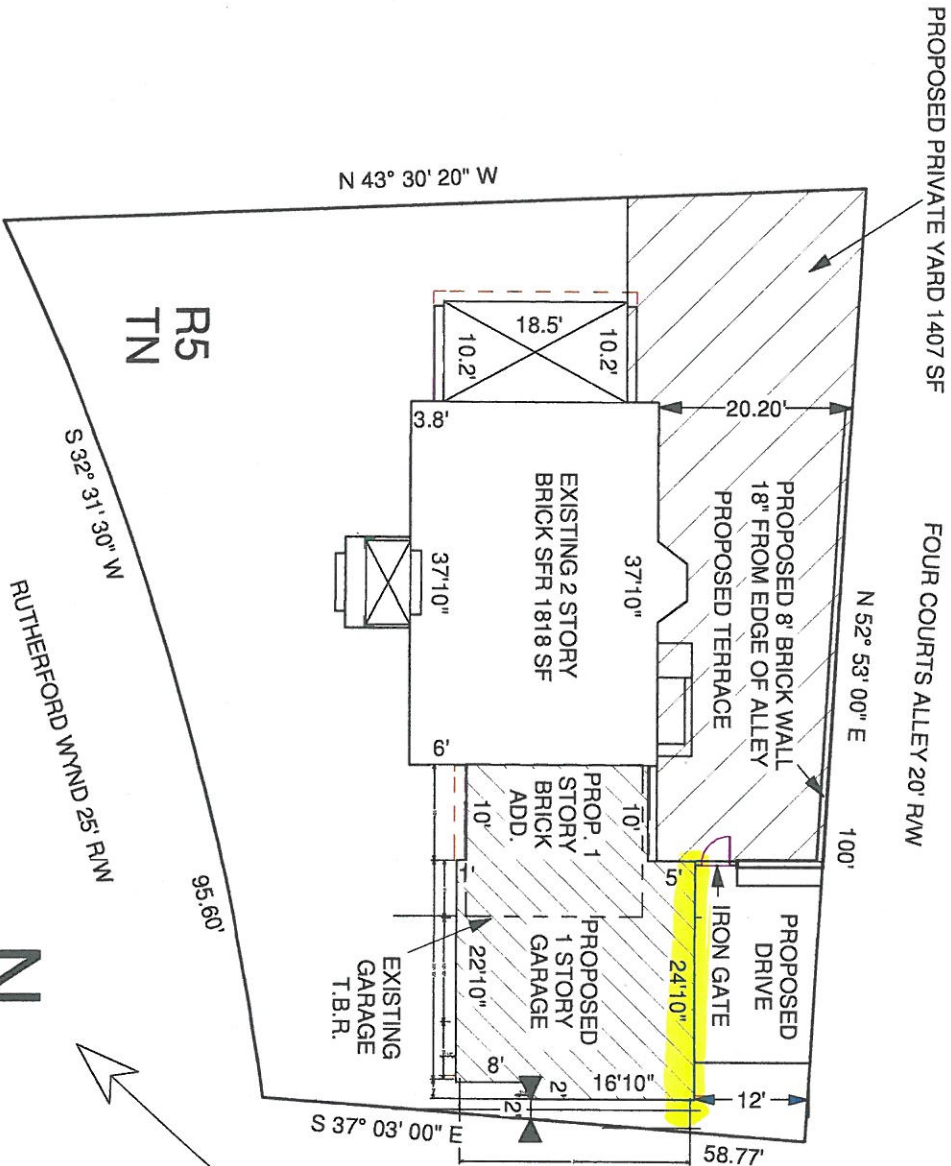 PROPOSED PRIVATE YARD 1407 SF
FOUR COURTS ALLEY 20' R/W
N 52° 53' 00" E
100'
N 43° 30' 20" W
20.20'
PROPOSED 8' BRICK WALL
18" FROM EDGE OF ALLEY
PROPOSED TERRACE
IRON GATE
PROPOSED
DRIVE
12'
58.77'
R5
TN
18.5'
10.2'
10.2'
3.8'
EXISTING 2 STORY
BRICK SFR 1818 SF
37'10"
37'10"
6'
PROP. 1
STORY
BRICK
ADD.
10'
10'
1'
5'
PROPOSED
1 STORY
GARAGE
24'10"
22'10"
EXISTING
GARAGE
T.B.R.
8'
2'
16'10"
2'
S 37° 03' 00" E
S 32° 31' 30" W
95.60'
RUTHERFORD WYND 25' R/W
N